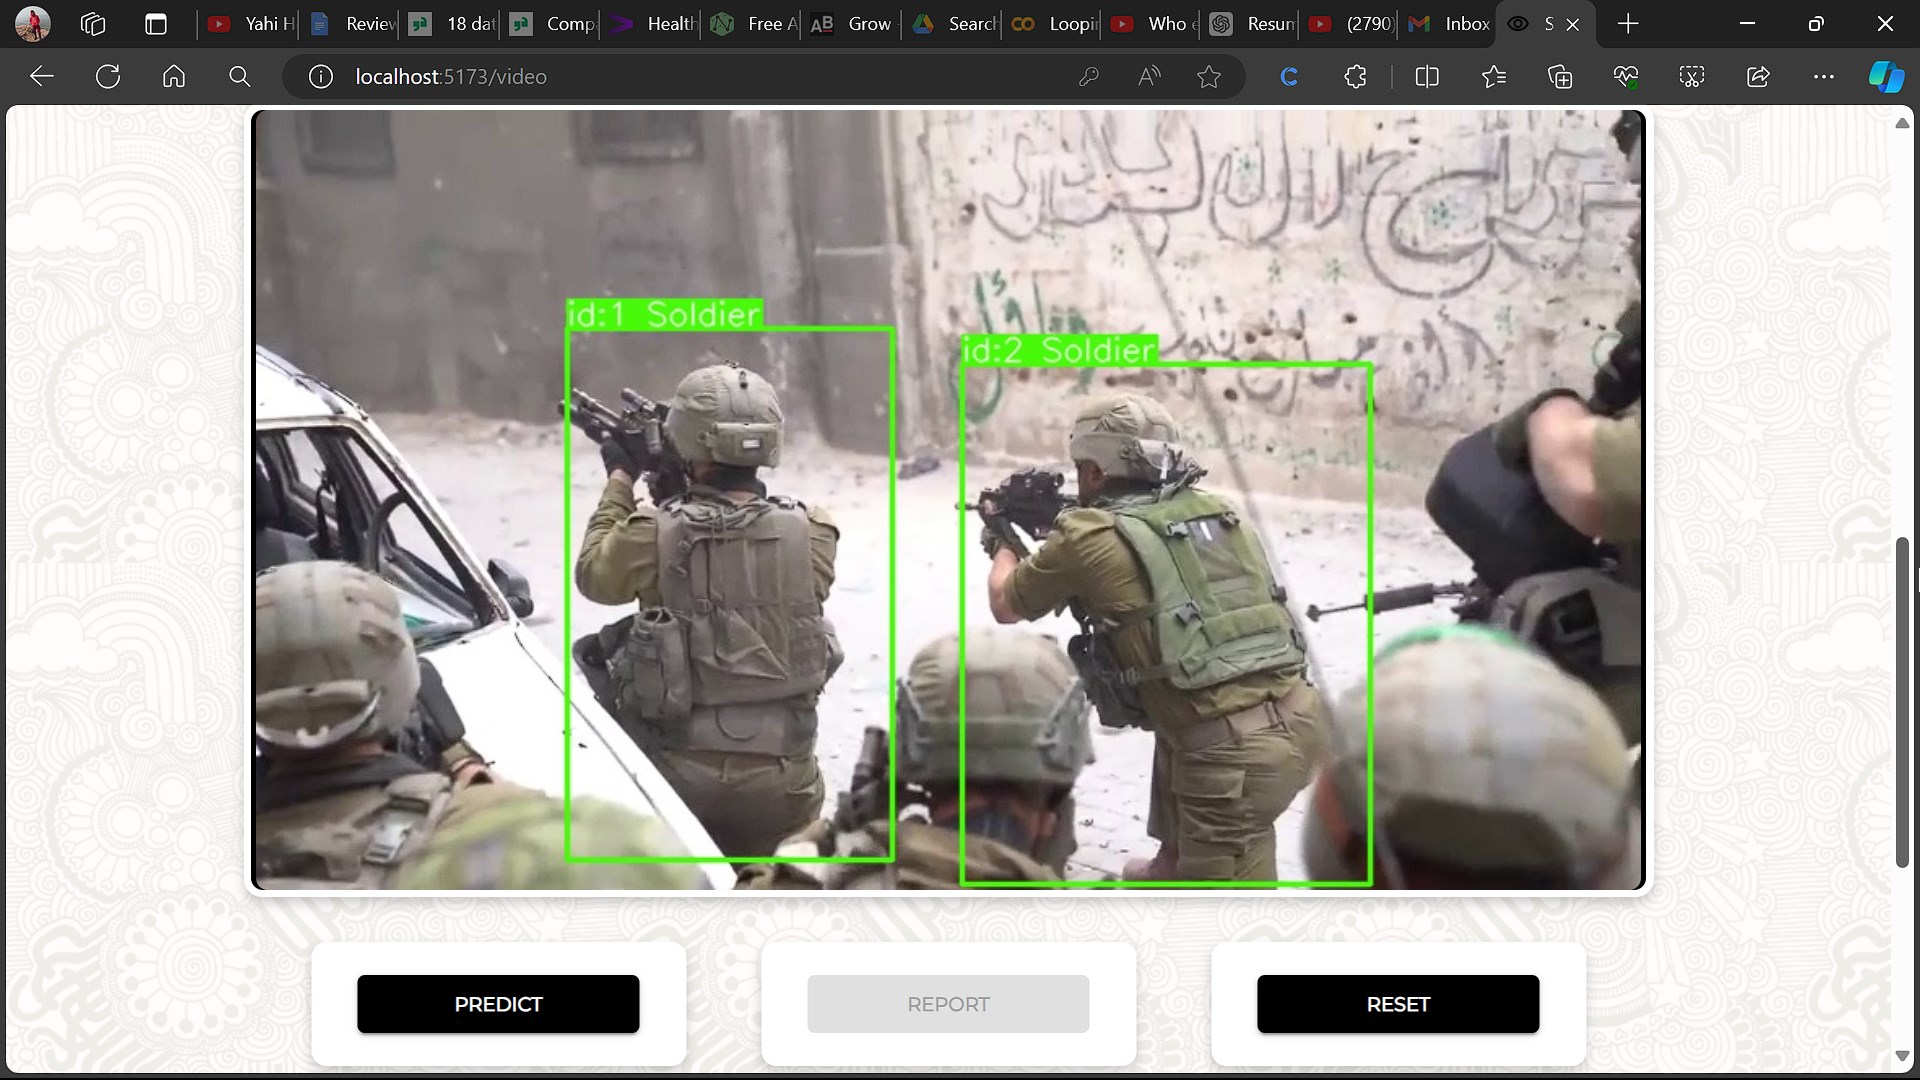 Yahi H
Review
18 dat
Comp
Health
Free A
Grow
Search
Loopi
Who e
Resum
(2790)
Inbox
S
localhost:5173/video
id:1 Soldier
id:2 Soldier
PREDICT
REPORT
RESET